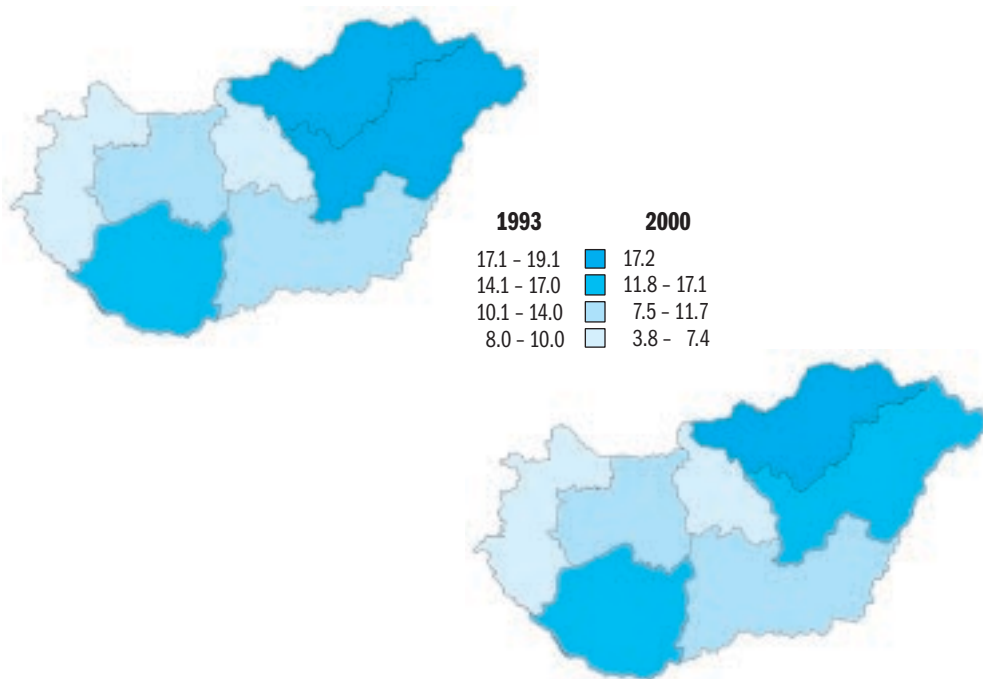 1993 2000
17.1 – 19.1 17.2
14.1 – 17.0 11.8 – 17.1
10.1 – 14.0 7.5 – 11.7
8.0 – 10.0 3.8 – 7.4